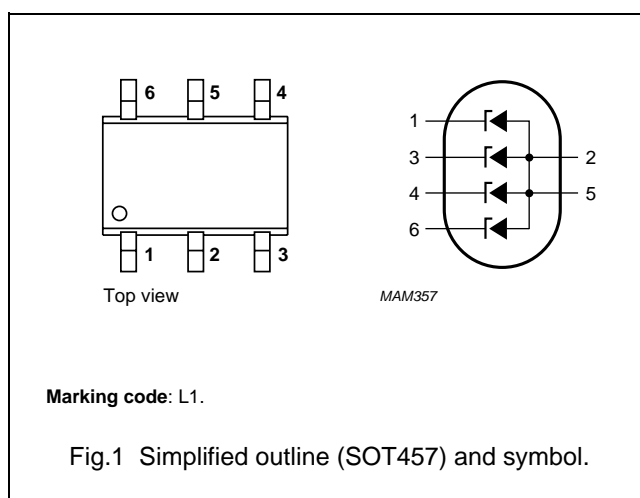 6 5 4
1 2 3
Top view
1
3 2
4 5
6
MAM357
Marking code: L1.
Fig.1 Simplified outline (SOT457) and symbol.